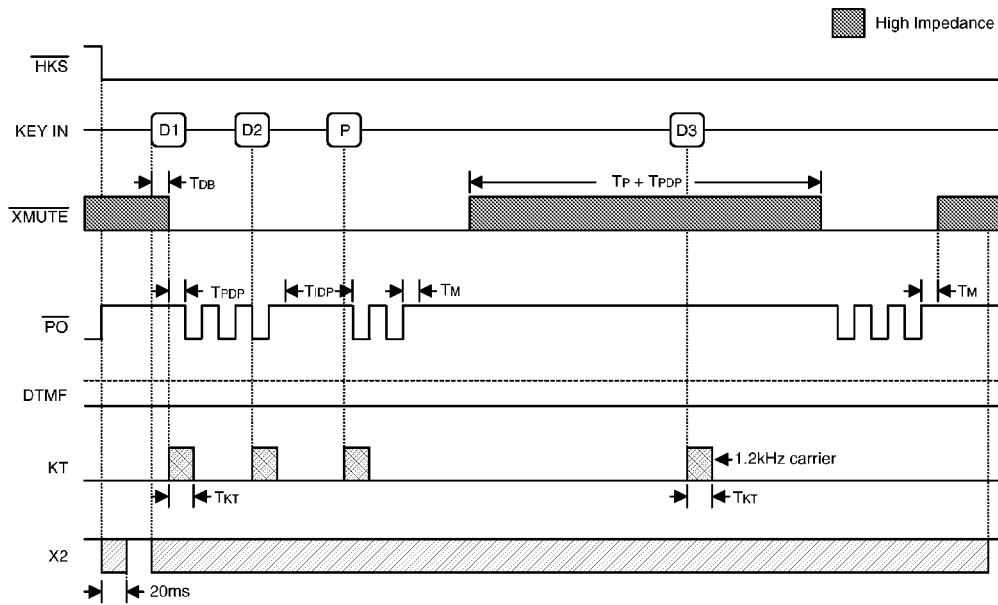 High Impedance
HKS
KEY IN
D1
D2
P
D3
TDB
TP + TPDP
XMUTE
TPDP
TIDP
TM
TM
PO
DTMF
KT
1.2kHz carrier
TKT
TKT
X2
20ms